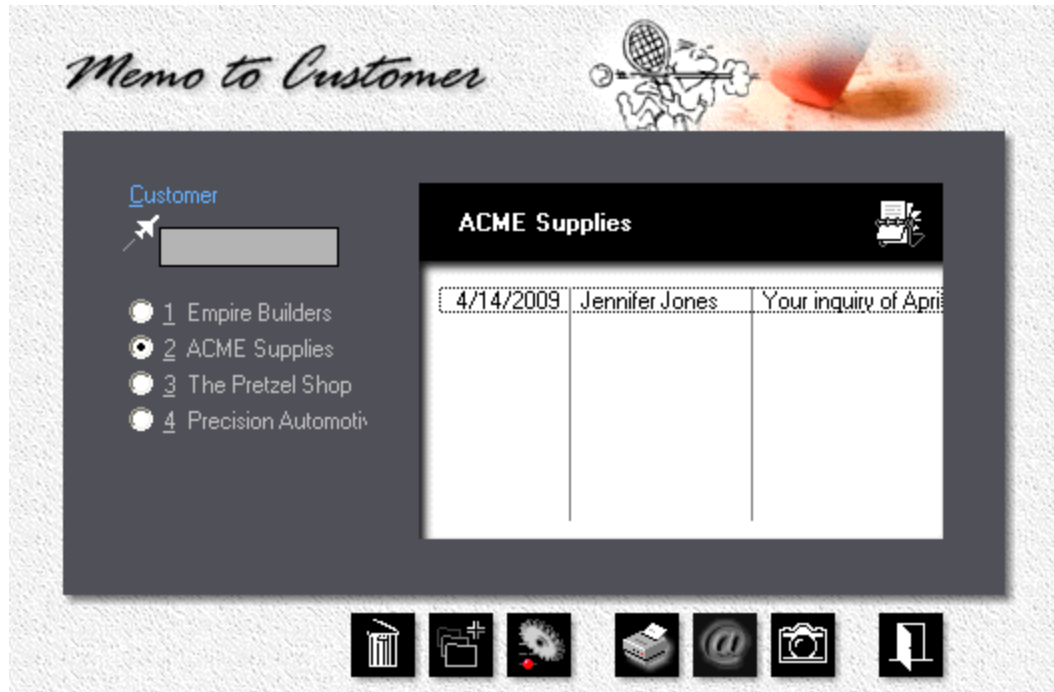 Memo to Customer
Customer
1 Empire Builders
2 ACME Supplies
3 The Pretzel Shop
4 Precision Automotiv
ACME Supplies
4/14/2009 Jennifer Jones Your inquiry of Apri
@